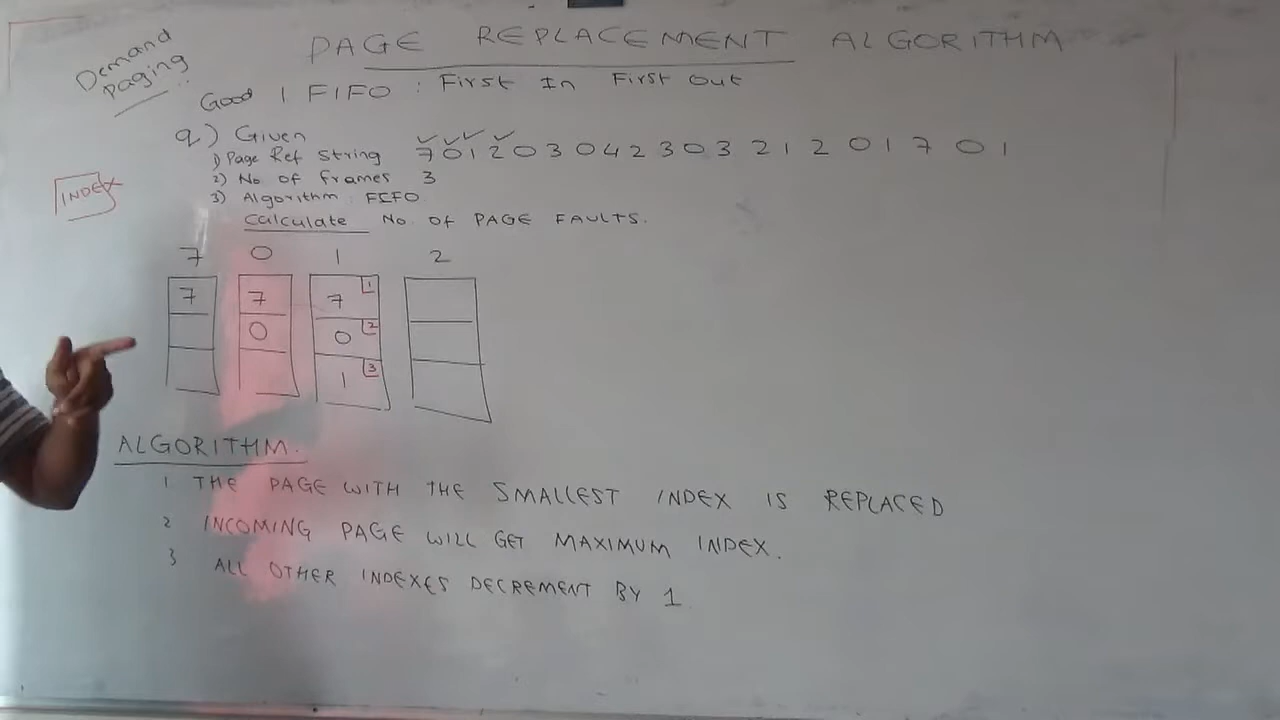 Demand
paging
PAGE REPLACEMENT ALGORITHM
Good 1 FIFO : First In First Out
Q) Given
1) Page Ref String 7 0 1 2 0 3 0 4 2 3 0 3 2 1 2 0 1 7 0 1
2) No of frames 3
3) Algorithm FIFO
INDEX
Calculate No. of PAGE FAULTS.
7 0 1 2
7 7 7 1
0 0 2
1 3
ALGORITHM.
1 THE PAGE WITH THE SMALLEST INDEX IS REPLACED
2 INCOMING PAGE WILL GET MAXIMUM INDEX.
3 ALL OTHER INDEXES DECREMENT BY 1